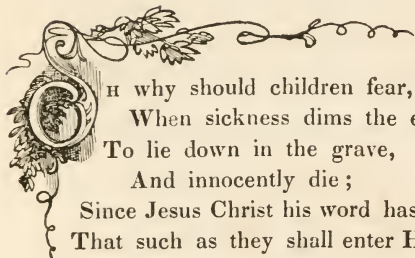 OH why should children fear,
When sickness dims the
To lie down in the grave,
And innocently die;
Since Jesus Christ his word has
That such as they shall enter